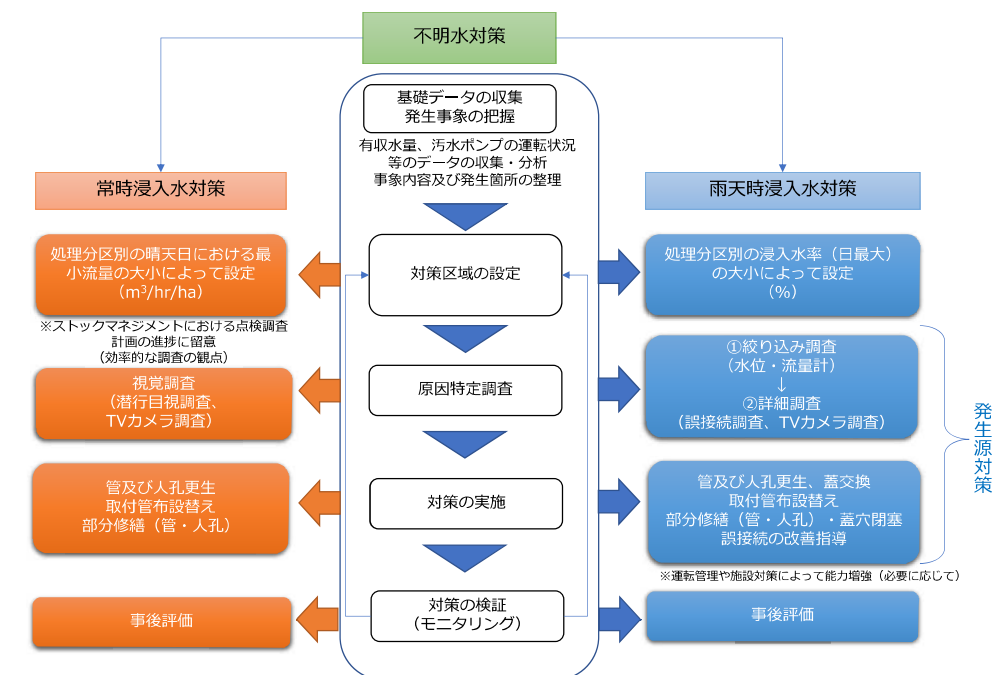 不明水対策
基礎データの収集
発生事象の把握
有収水量、汚水ポンプの運転状況
等のデータの収集・分析
事象内容及び発生箇所の整理
常時浸入水対策
雨天時浸入水対策
処理分区別の晴天日における最
小流量の大小によって設定
（m³/hr/ha）
対策区域の設定
処理分区別の浸入水率（日最大）
の大小によって設定
（%）
※ストックマネジメントにおける点検調査
計画の進捗に留意
（効率的な調査の観点）
視覚調査
（潜行目視調査、
TVカメラ調査）
原因特定調査
①絞り込み調査
（水位・流量計）
↓
②詳細調査
（誤接続調査、TVカメラ調査）
発生源対策
管及び人孔更生
取付管布設替え
部分修繕（管・人孔）
対策の実施
管及び人孔更生、蓋交換
取付管布設替え
部分修繕（管・人孔）・蓋穴閉塞
誤接続の改善指導
※運転管理や施設対策によって能力増強（必要に応じて）
事後評価
対策の検証
（モニタリング）
事後評価